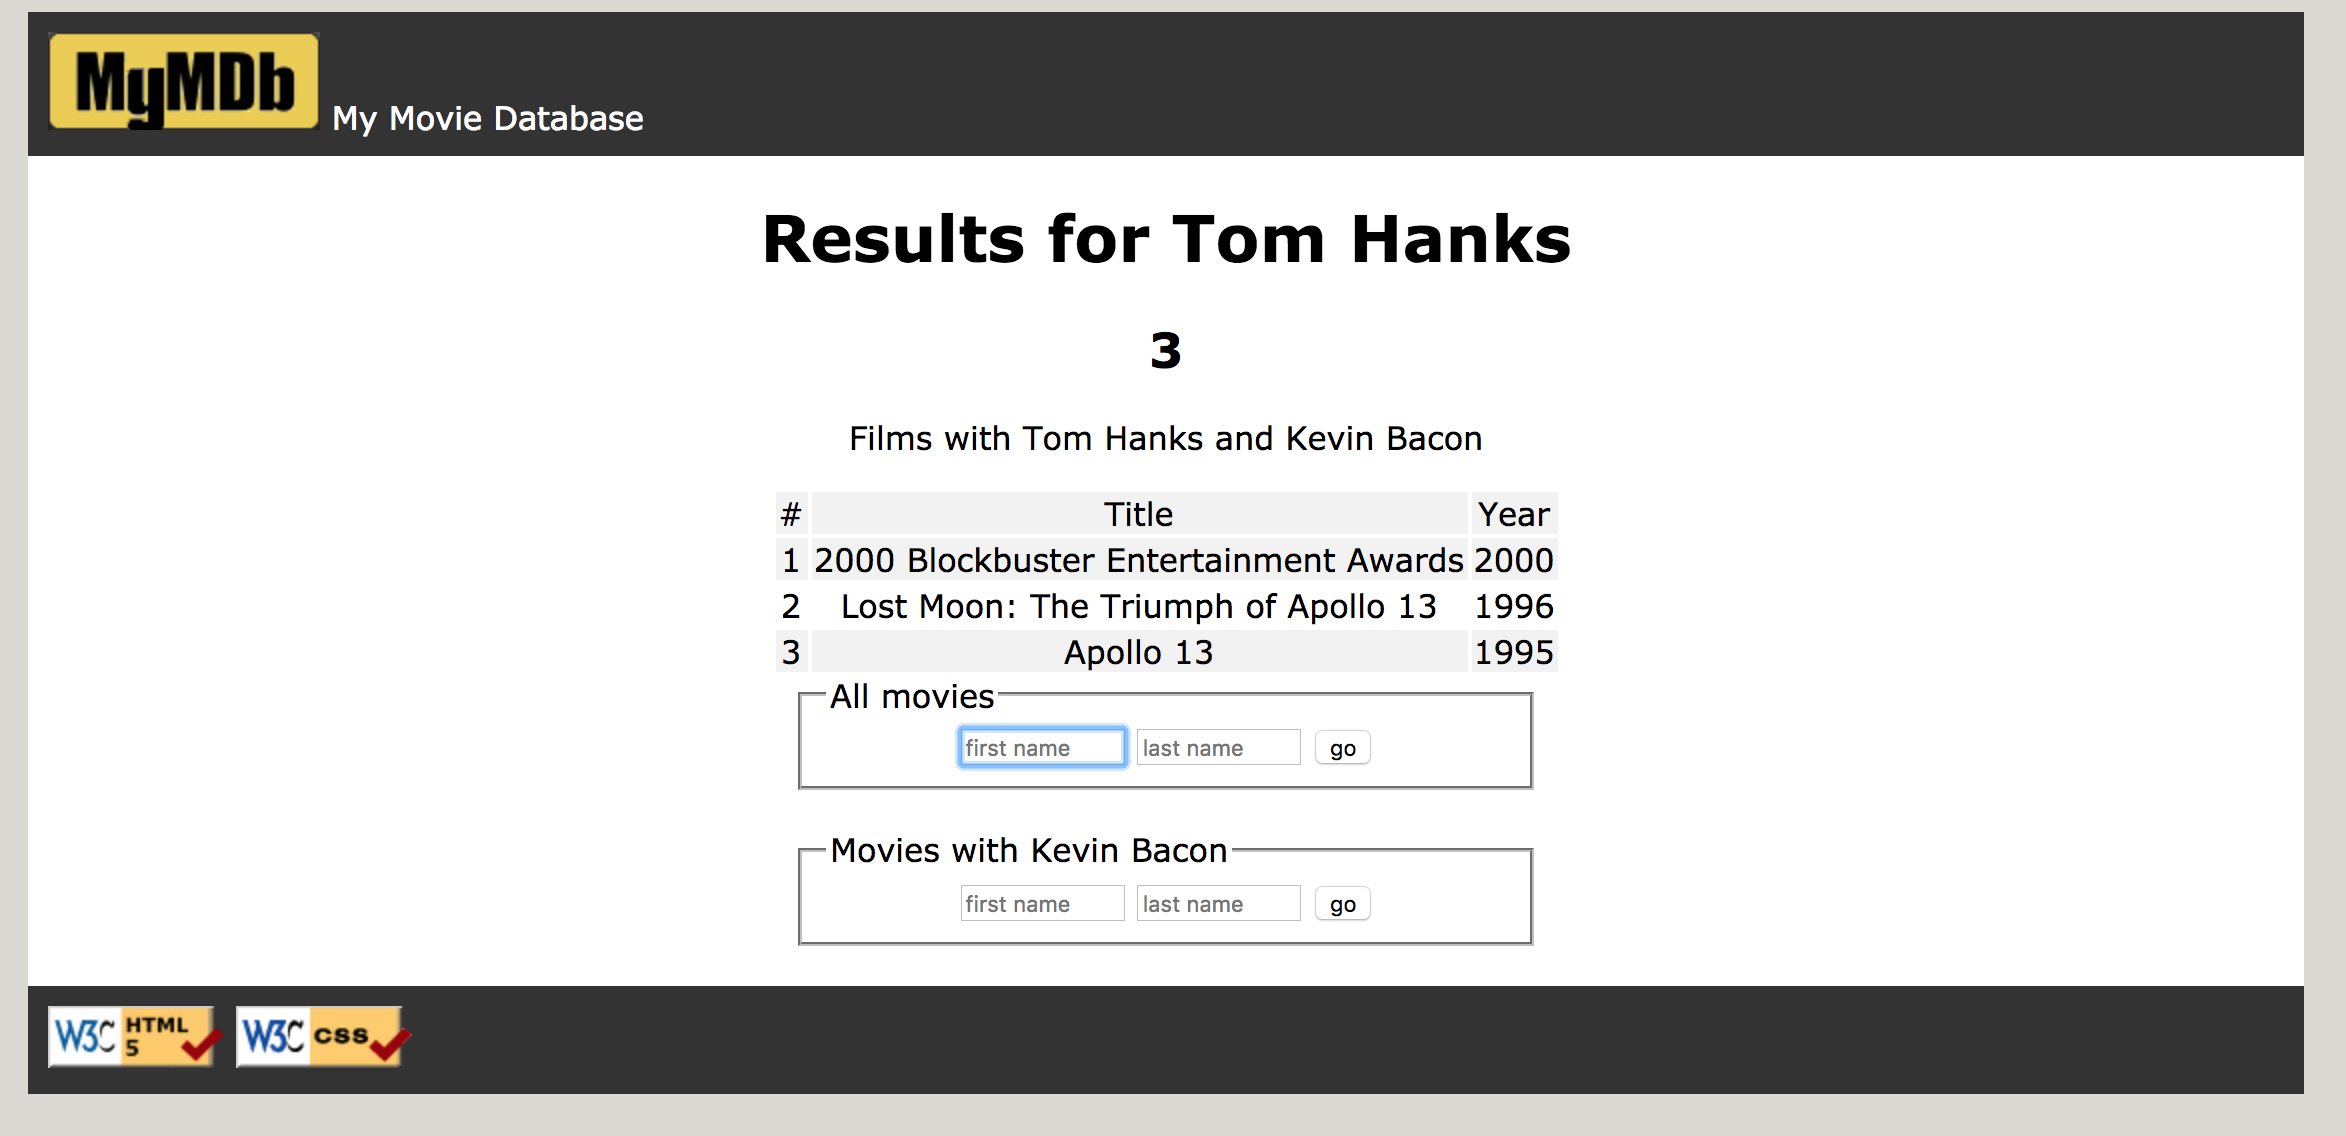 MyMDb My Movie Database
Results for Tom Hanks
3
Films with Tom Hanks and Kevin Bacon
# Title Year
1 2000 Blockbuster Entertainment Awards 2000
2 Lost Moon: The Triumph of Apollo 13 1996
3 Apollo 13 1995
All movies
first name last name go
Movies with Kevin Bacon
first name last name go
W3C HTML 5 W3C css